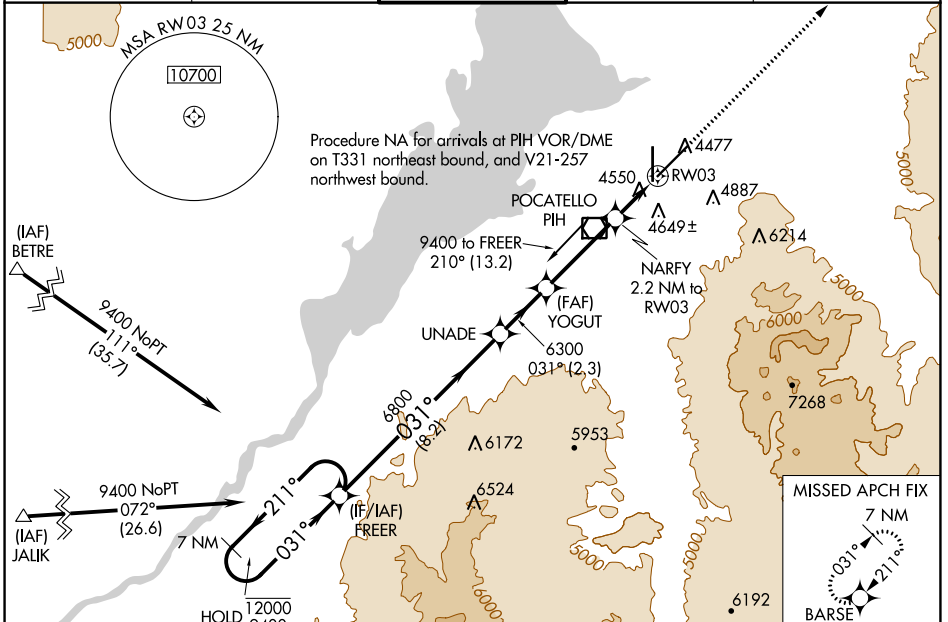 5000
MSA RW03 25 NM
10700
Procedure NA for arrivals at PIH VOR/DME
on T331 northeast bound, and V21-257
northwest bound.
4477
RW03
4550
4887
4649±
POCATELLO
PIH
6214
5000
5000
(IAF)
BETRE
9400 to FREER
210° (13.2)
NARFY
2.2 NM to
RW03
(FAF)
YOGUT
UNADE
6300
031° (2.3)
6000
7268
9400 NoPT
111°
(35.7)
6800
031°
(8.2)
6172
5953
6524
9400 NoPT
072°
(26.6)
(IAF)
JALIK
211°
031°
7 NM
(IF/IAF)
FREER
HOLD
12000
5000
5000
6000
6192
MISSED APCH FIX
7 NM
031°
211°
BARSE